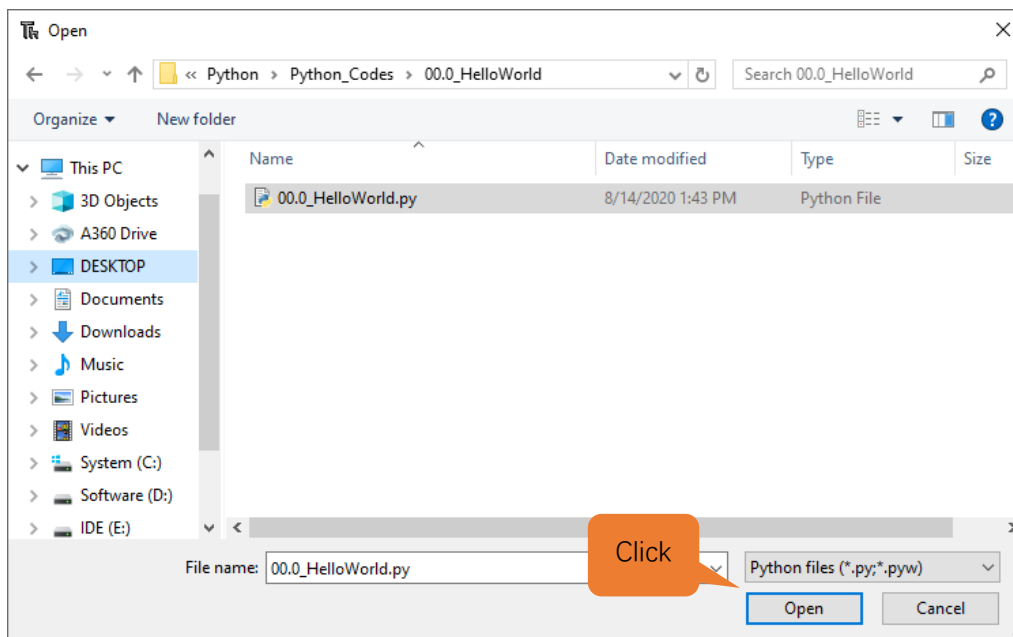 Open
« Python > Python_Codes > 00.0_HelloWorld
Search 00.0_HelloWorld
Organize
New folder
Name
Date modified
Type
Size
00.0_HelloWorld.py
8/14/2020 1:43 PM
Python File
This PC
3D Objects
A360 Drive
DESKTOP
Documents
Downloads
Music
Pictures
Videos
System (C:)
Software (D:)
IDE (E:)
File name:
00.0_HelloWorld.py
Click
Python files (*.py;*.pyw)
Open
Cancel